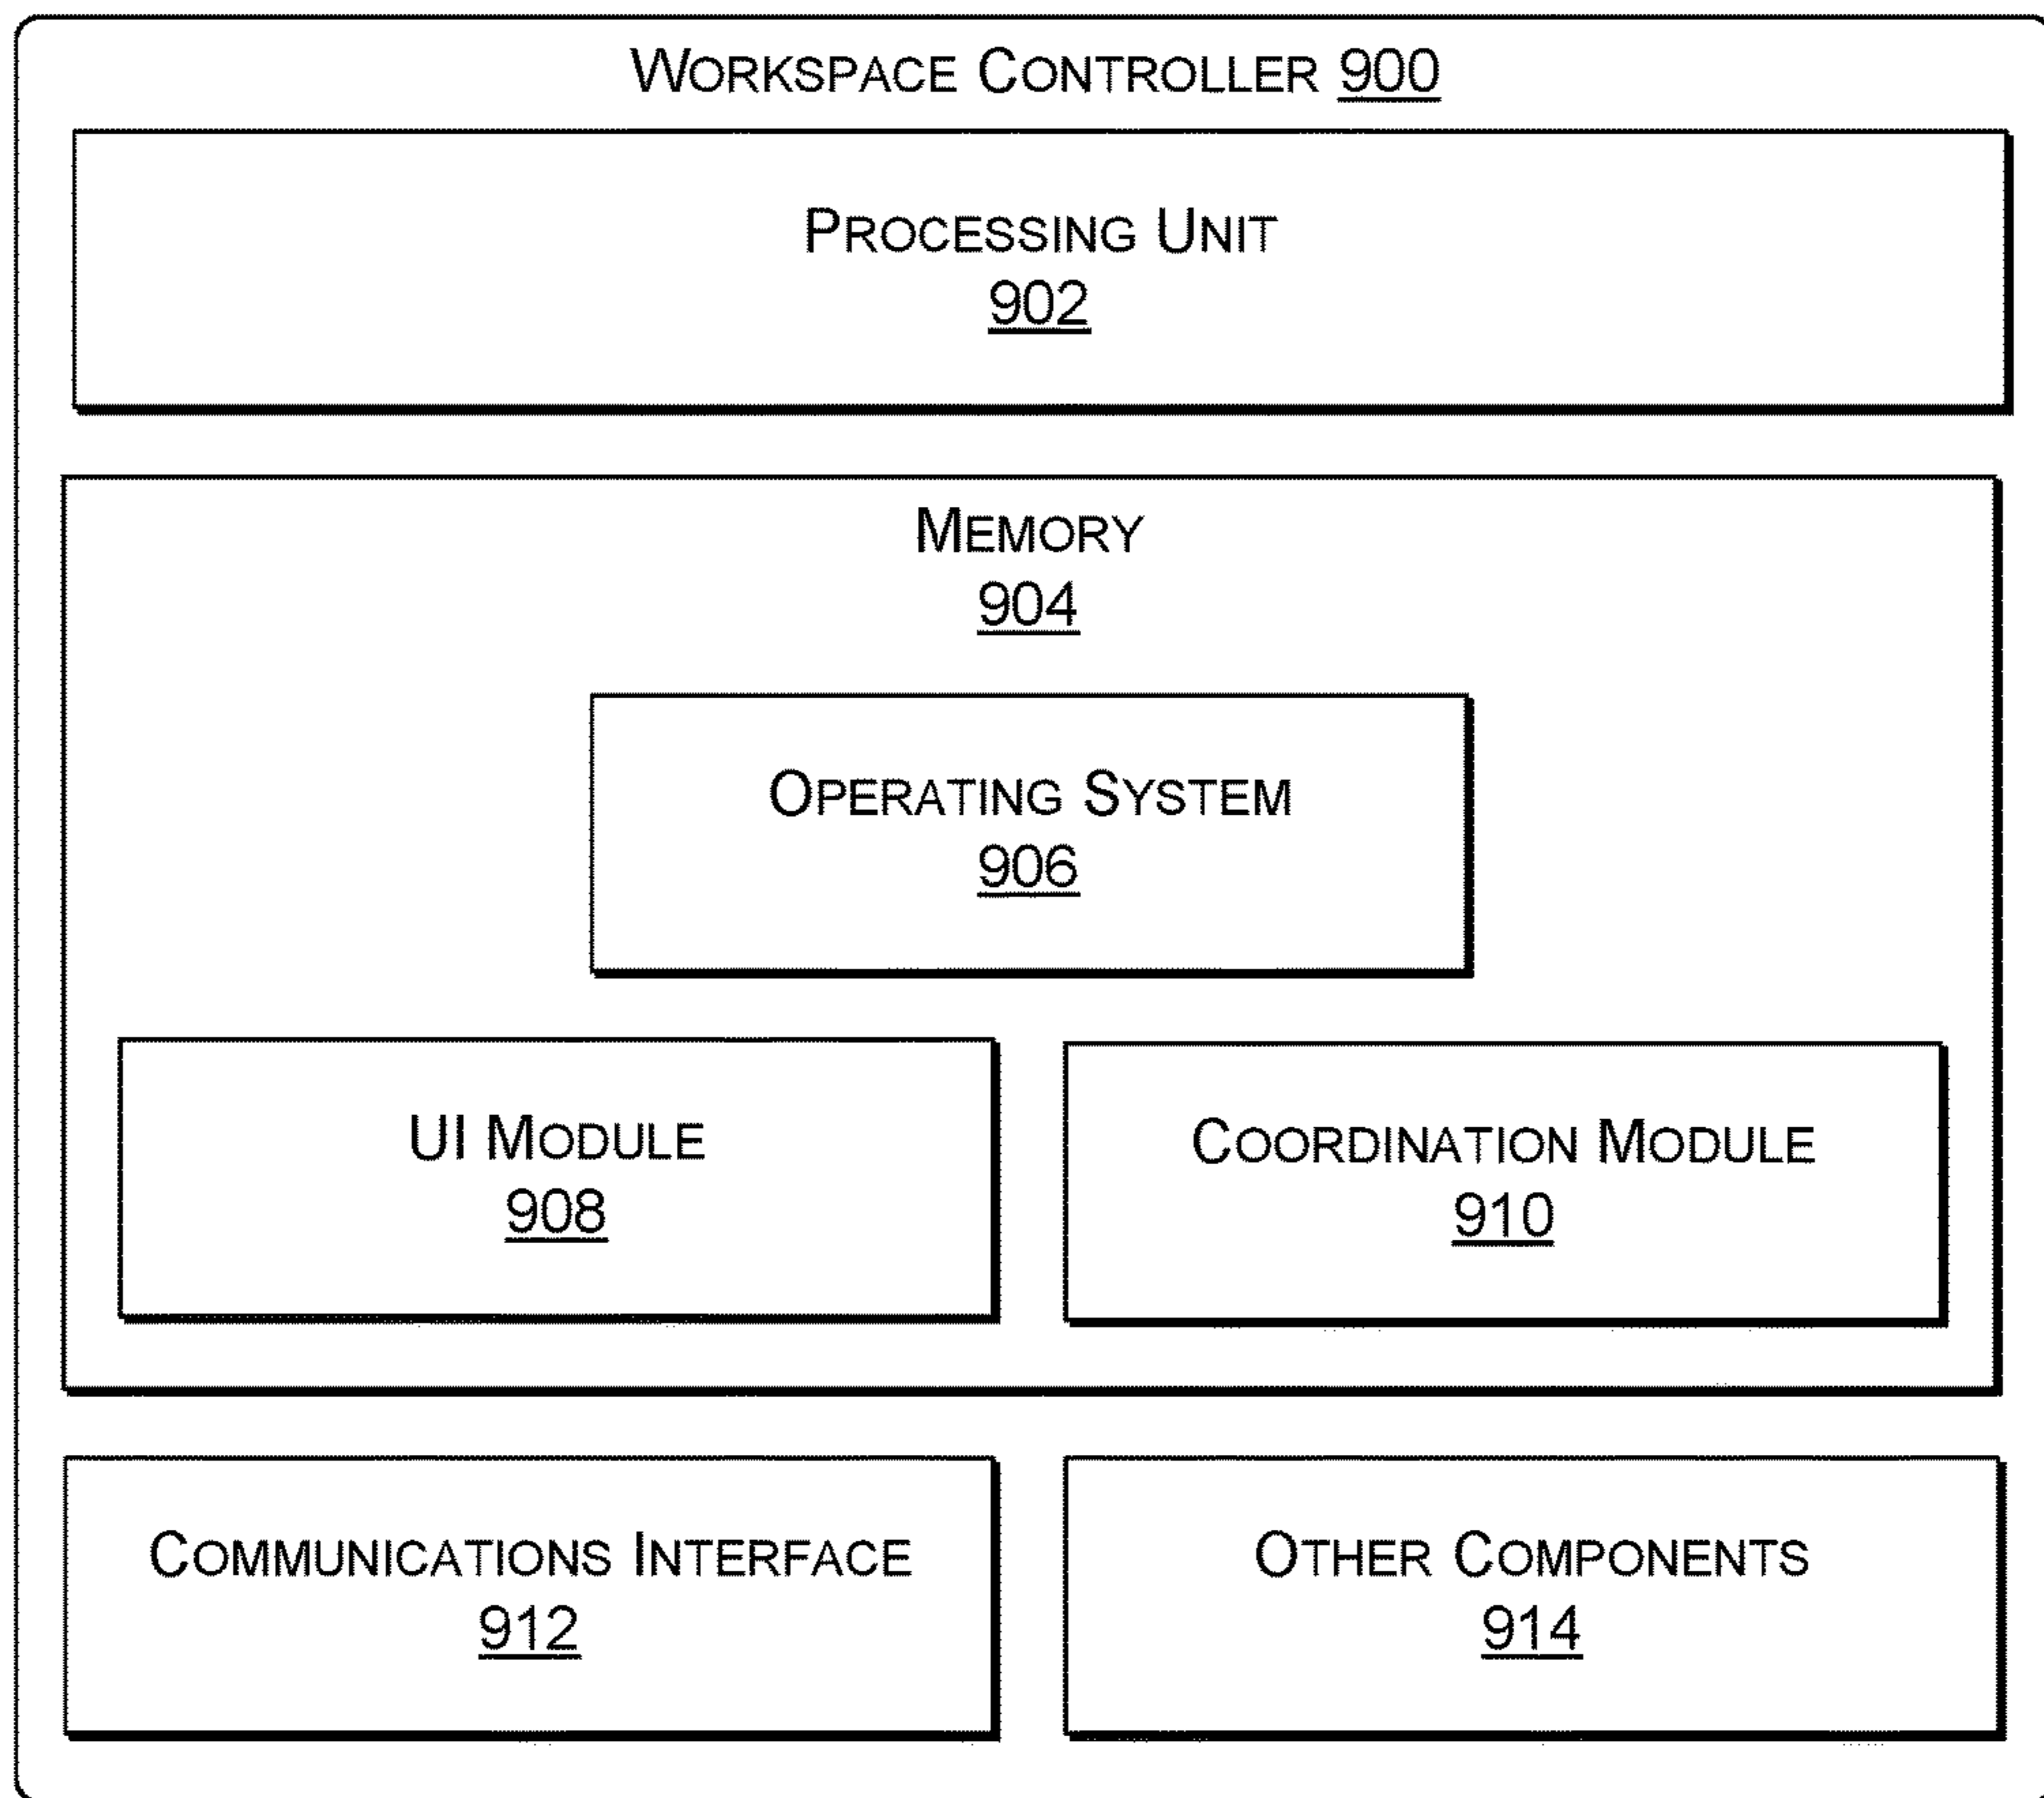 WORKSPACE CONTROLLER 900
PROCESSING UNIT
902
MEMORY
904
OPERATING SYSTEM
906
UI MODULE
908
COORDINATION MODULE
910
COMMUNICATIONS INTERFACE
912
OTHER COMPONENTS
914